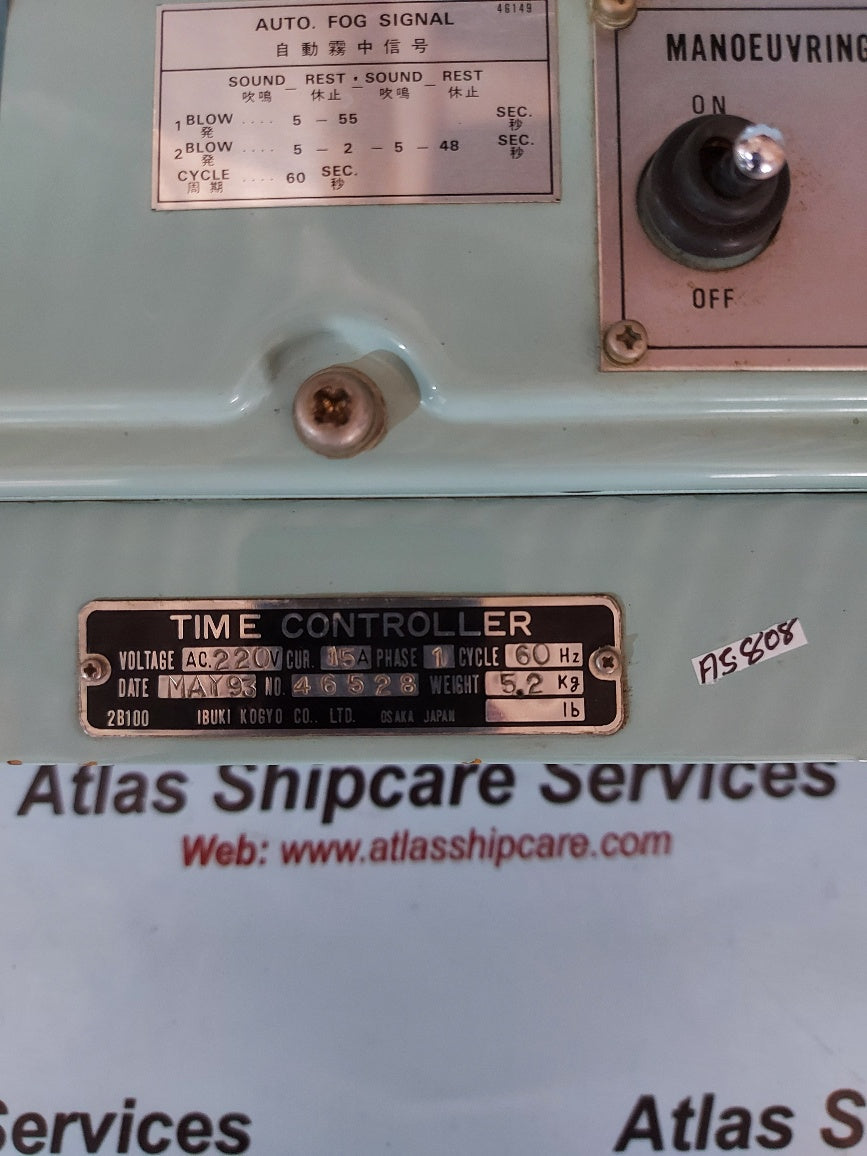 46149
AUTO. FOG SIGNAL
自動霧中信号
SOUND － REST · SOUND － REST
吹鳴 休止 － 吹鳴 休止
1 BLOW .... 5 － 55 SEC.
発 秒
2 BLOW .... 5 － 2 － 5 － 48 SEC.
発 秒
CYCLE .... 60 SEC.
周期 秒
MANOEUVRING
ON
OFF
TIME CONTROLLER
VOLTAGE AC.220V CUR. 15A PHASE 1 CYCLE 60 Hz
DATE MAY 93 NO. 46528 WEIGHT 5.2 Kg
lb
2B100 IBUKI KOGYO CO., LTD. OSAKA JAPAN
AS-808
Atlas Shipcare Services
Web: www.atlasshipcare.com
Services
Atlas S